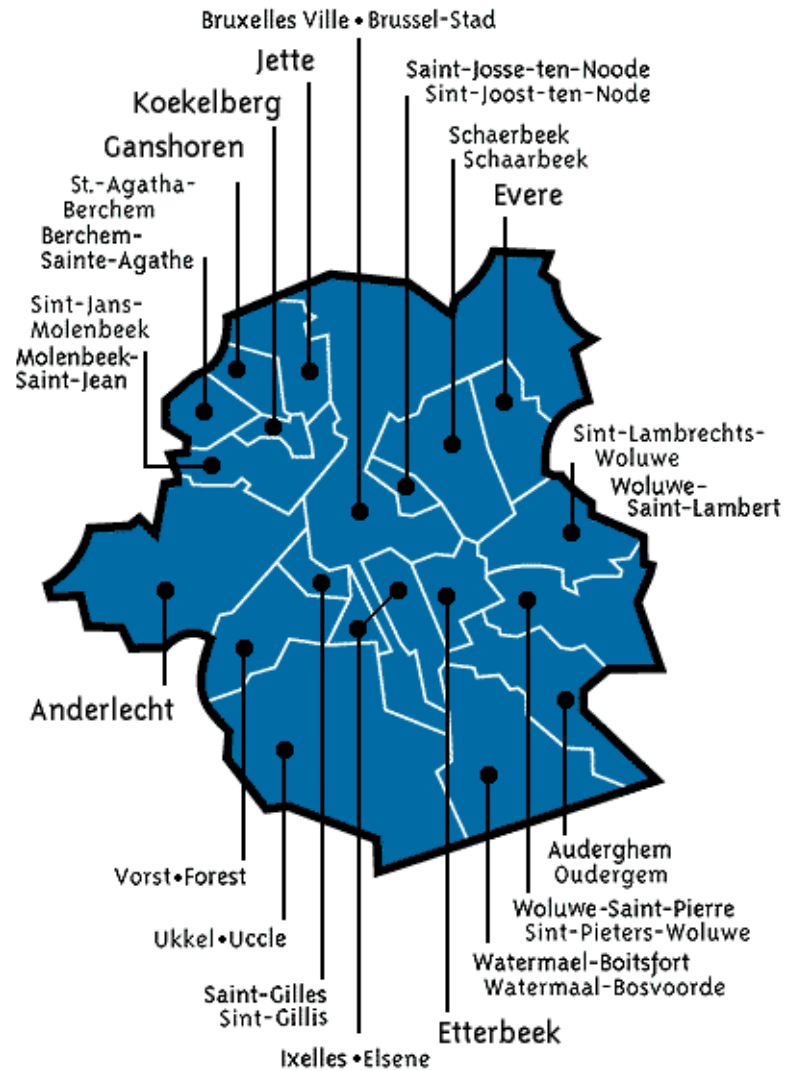 Bruxelles Ville • Brussel-Stad
Jette
Saint-Josse-ten-Noode
Sint-Joost-ten-Node
Koekelberg
Schaerbeek
Schaarbeek
Ganshoren
Evere
St.-Agatha-
Berchem
Berchem-
Sainte-Agathe
Sint-Jans-
Molenbeek
Molenbeek-
Saint-Jean
Sint-Lambrechts-
Woluwe
Woluwe-
Saint-Lambert
Anderlecht
Vorst•Forest
Ukkel•Uccle
Saint-Gilles
Sint-Gillis
Ixelles •Elsene
Etterbeek
Watermael-Boitsfort
Watermaal-Bosvoorde
Woluwe-Saint-Pierre
Sint-Pieters-Woluwe
Auderghem
Oudergem